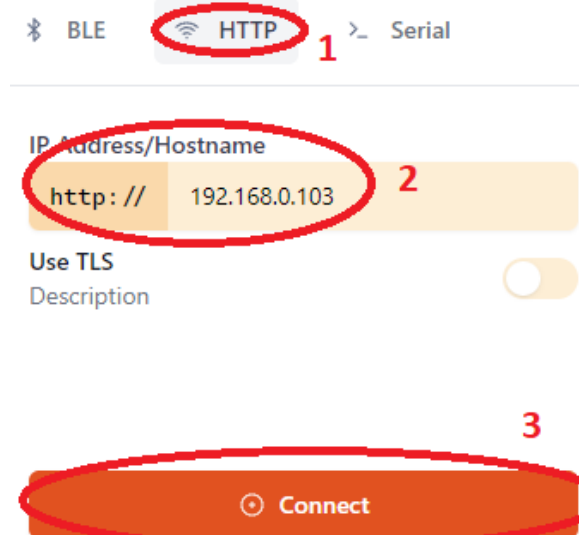 BLE HTTP 1 >_ Serial
IP Address/Hostname
http:// 192.168.0.103 2
Use TLS
Description
3
Connect